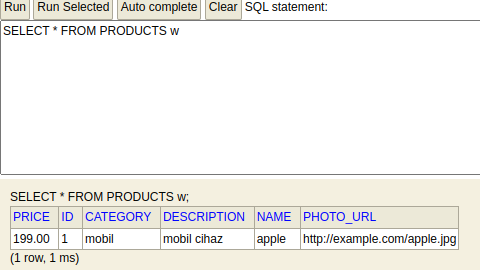 Run Run Selected Auto complete Clear SQL statement:
SELECT * FROM PRODUCTS w
SELECT * FROM PRODUCTS w;
PRICE ID CATEGORY DESCRIPTION NAME PHOTO_URL
199.00 1 mobil mobil cihaz apple http://example.com/apple.jpg
(1 row, 1 ms)